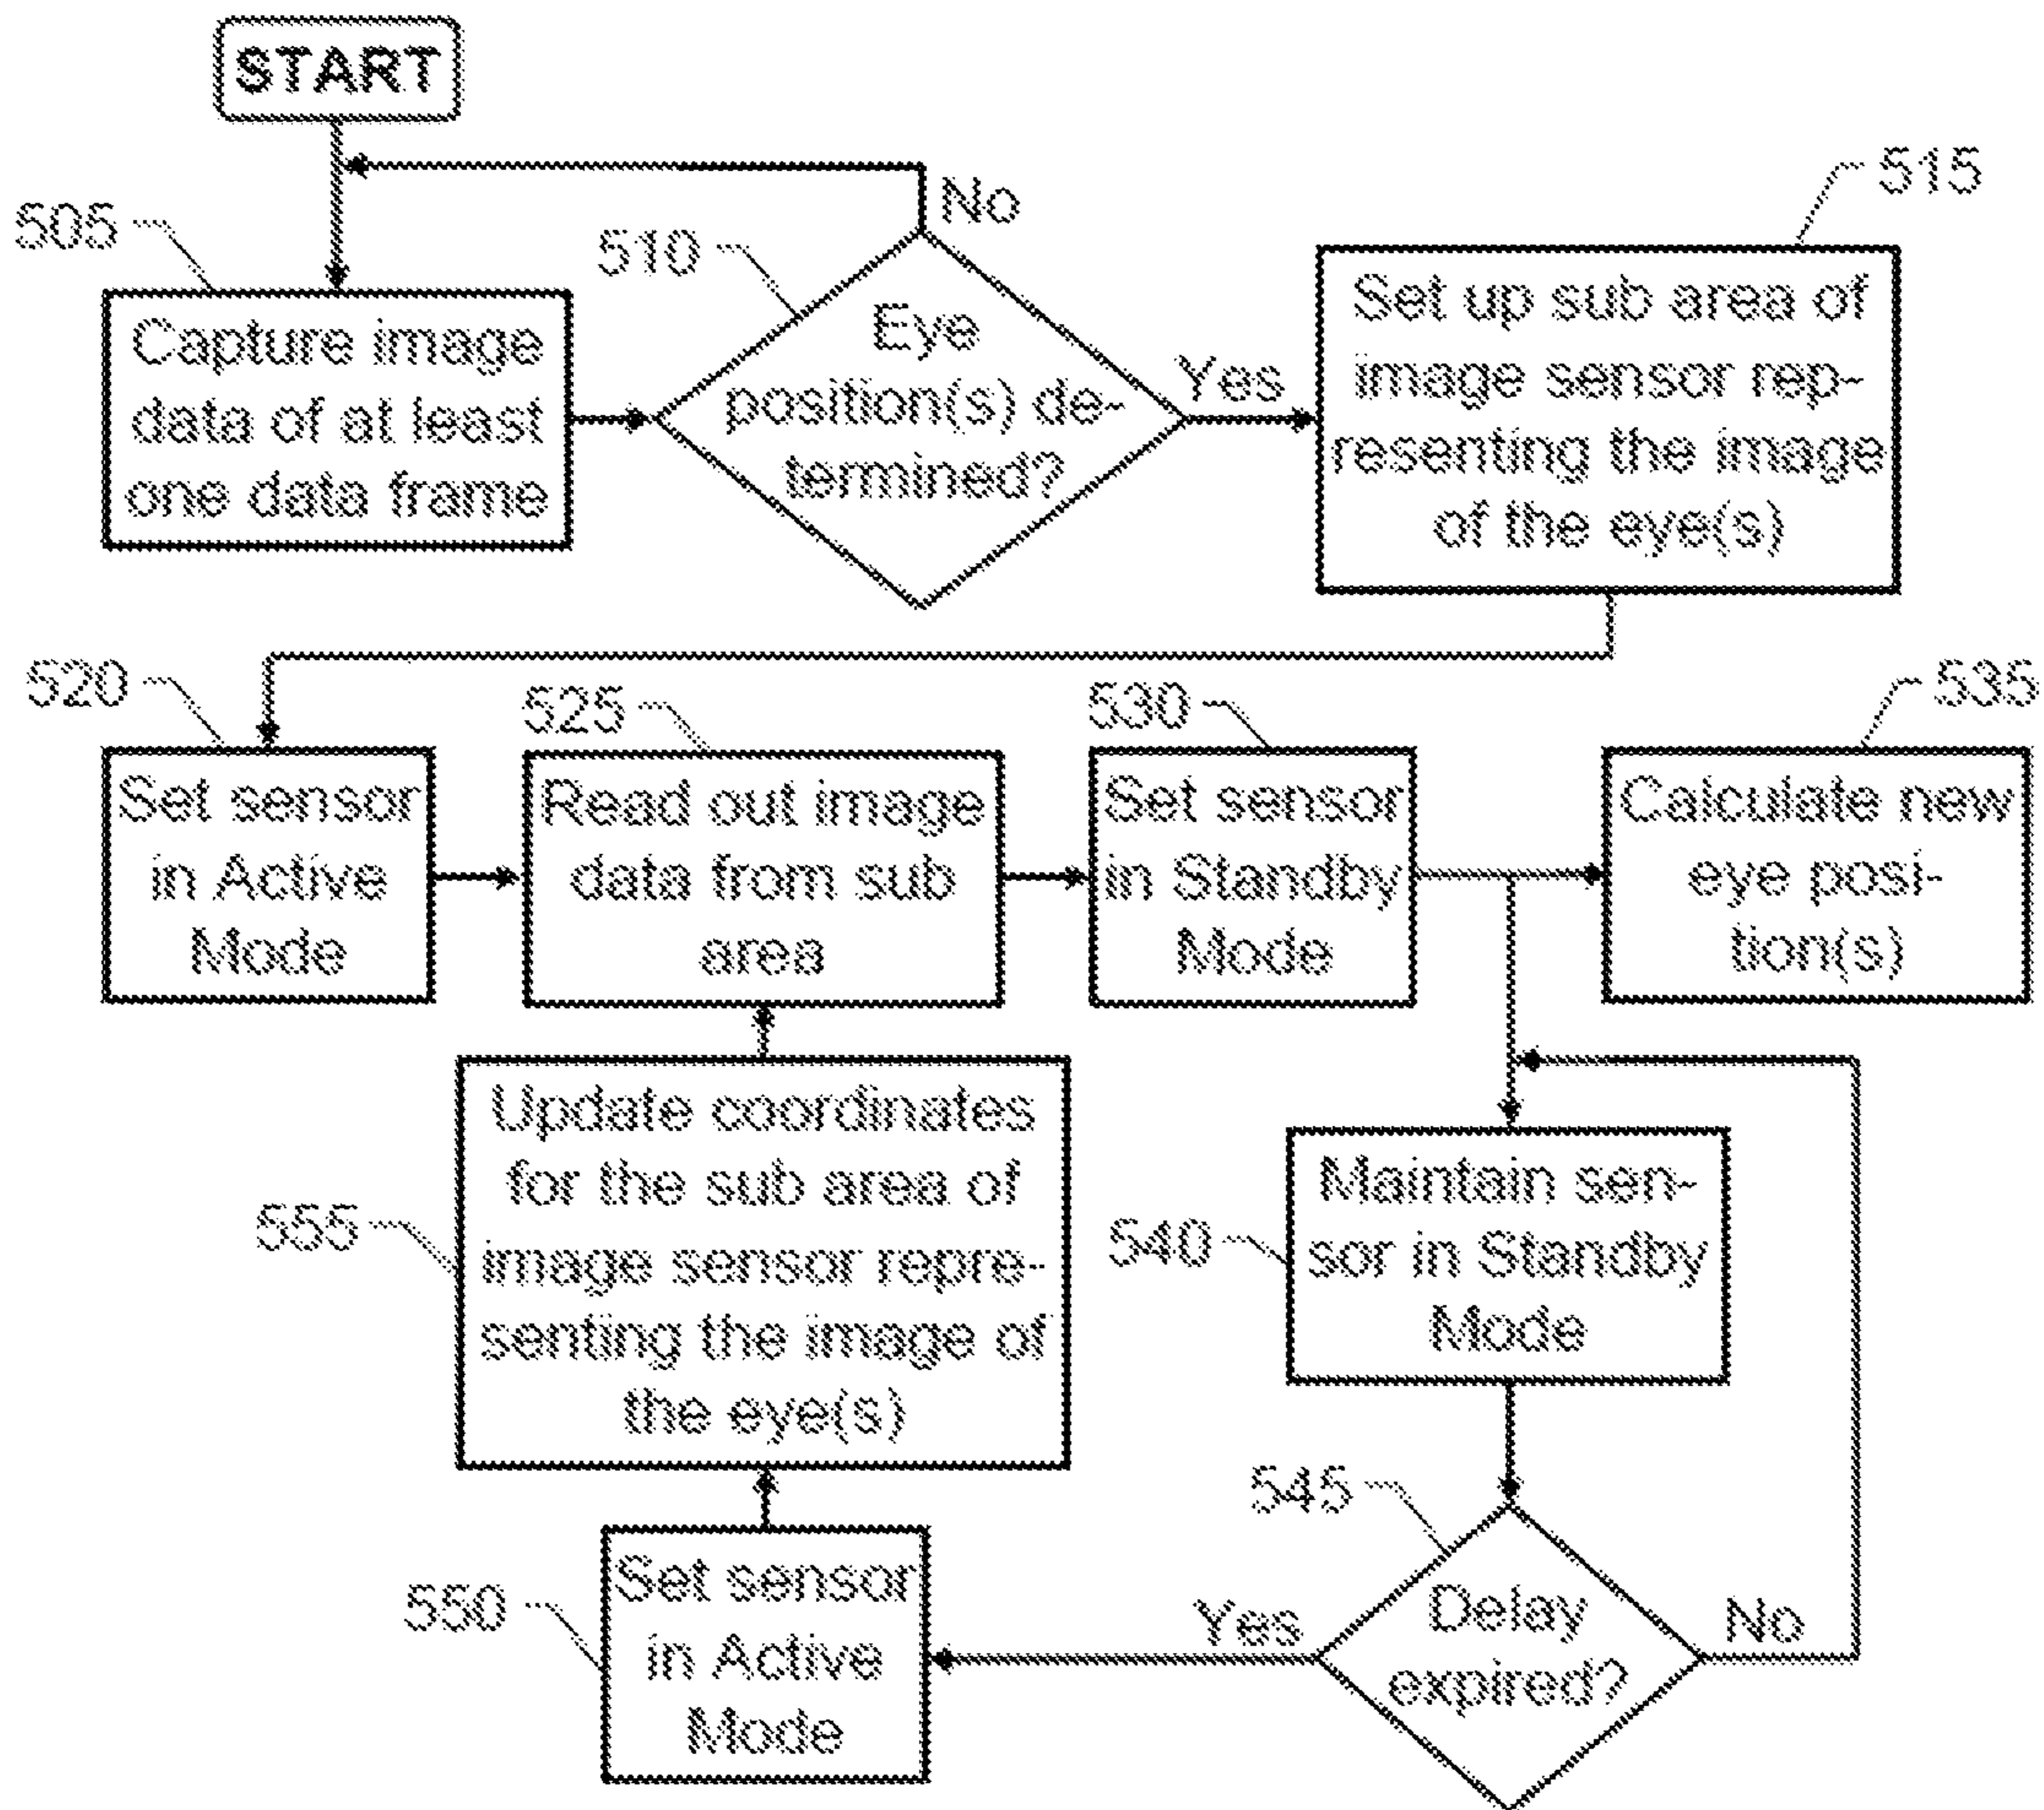 START
No
515
505
510
Capture image
data of at least
one data frame
Eye
position(s) de-
termined?
Yes
Set up sub area of
image sensor rep-
resenting the image
of the eye(s)
520
525
530
535
Set sensor
in Active
Mode
Read out image
data from sub
area
Set sensor
in Standby
Mode
Calculate new
eye posi-
tion(s)
555
Update coordinates
for the sub area of
image sensor repre-
senting the image of
the eye(s)
540
Maintain sen-
sor in Standby
Mode
545
Delay
expired?
Yes
No
550
Set sensor
in Active
Mode